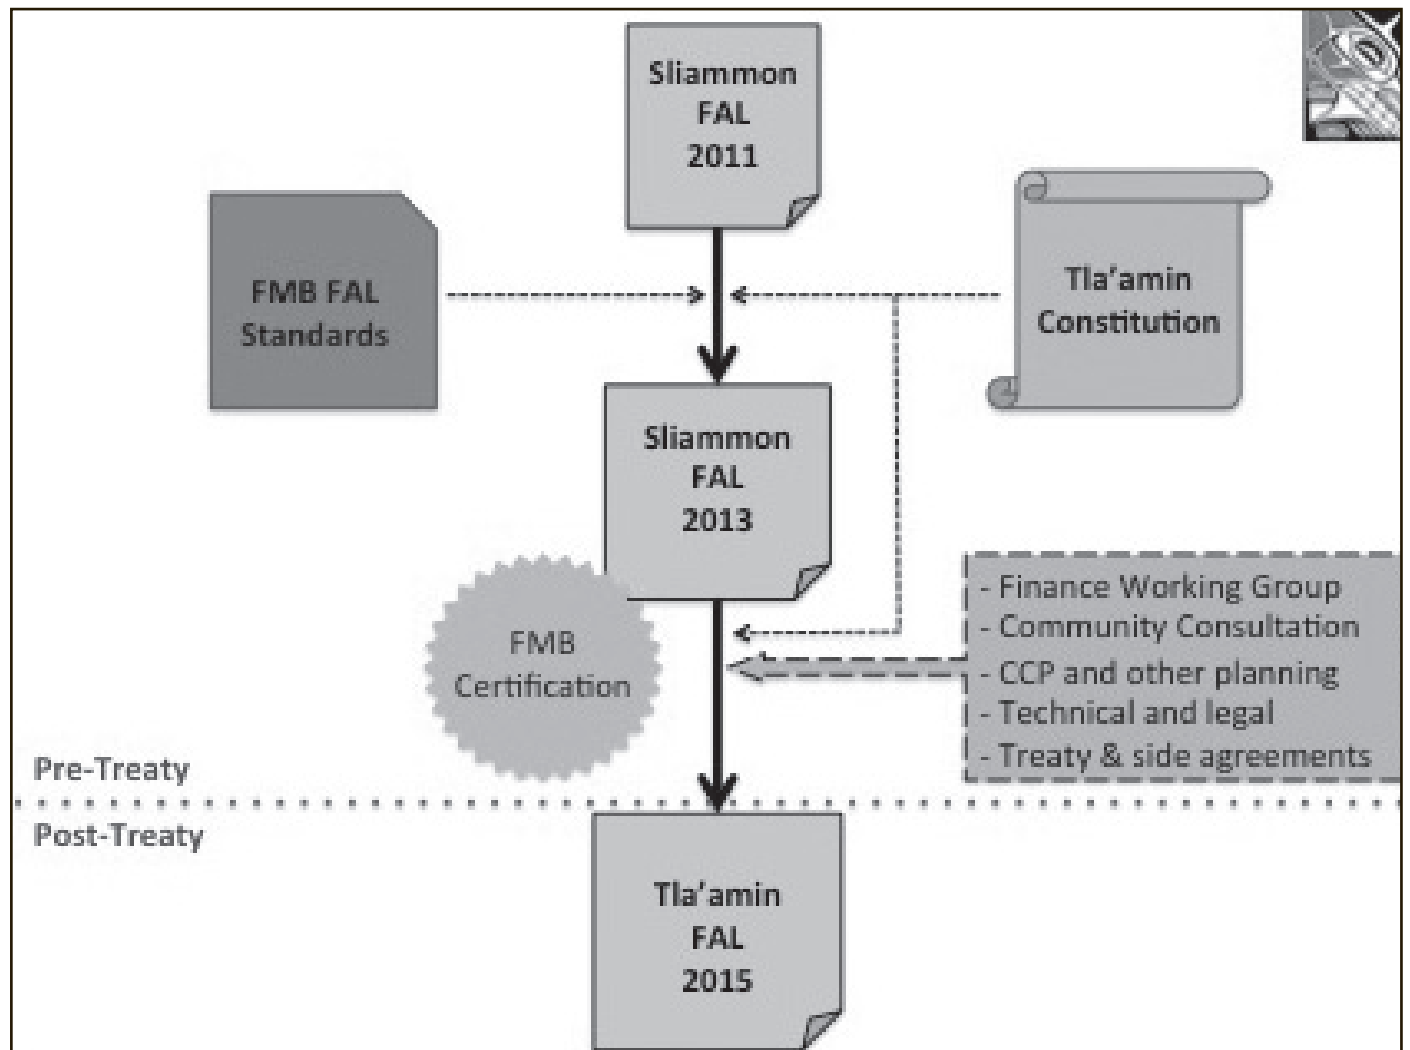 Sliammon
FAL
2011
FMB FAL
Standards
Tla’amin
Constitution
Sliammon
FAL
2013
FMB
Certification
- Finance Working Group
- Community Consultation
- CCP and other planning
- Technical and legal
- Treaty & side agreements
Pre-Treaty
Post-Treaty
Tla’amin
FAL
2015